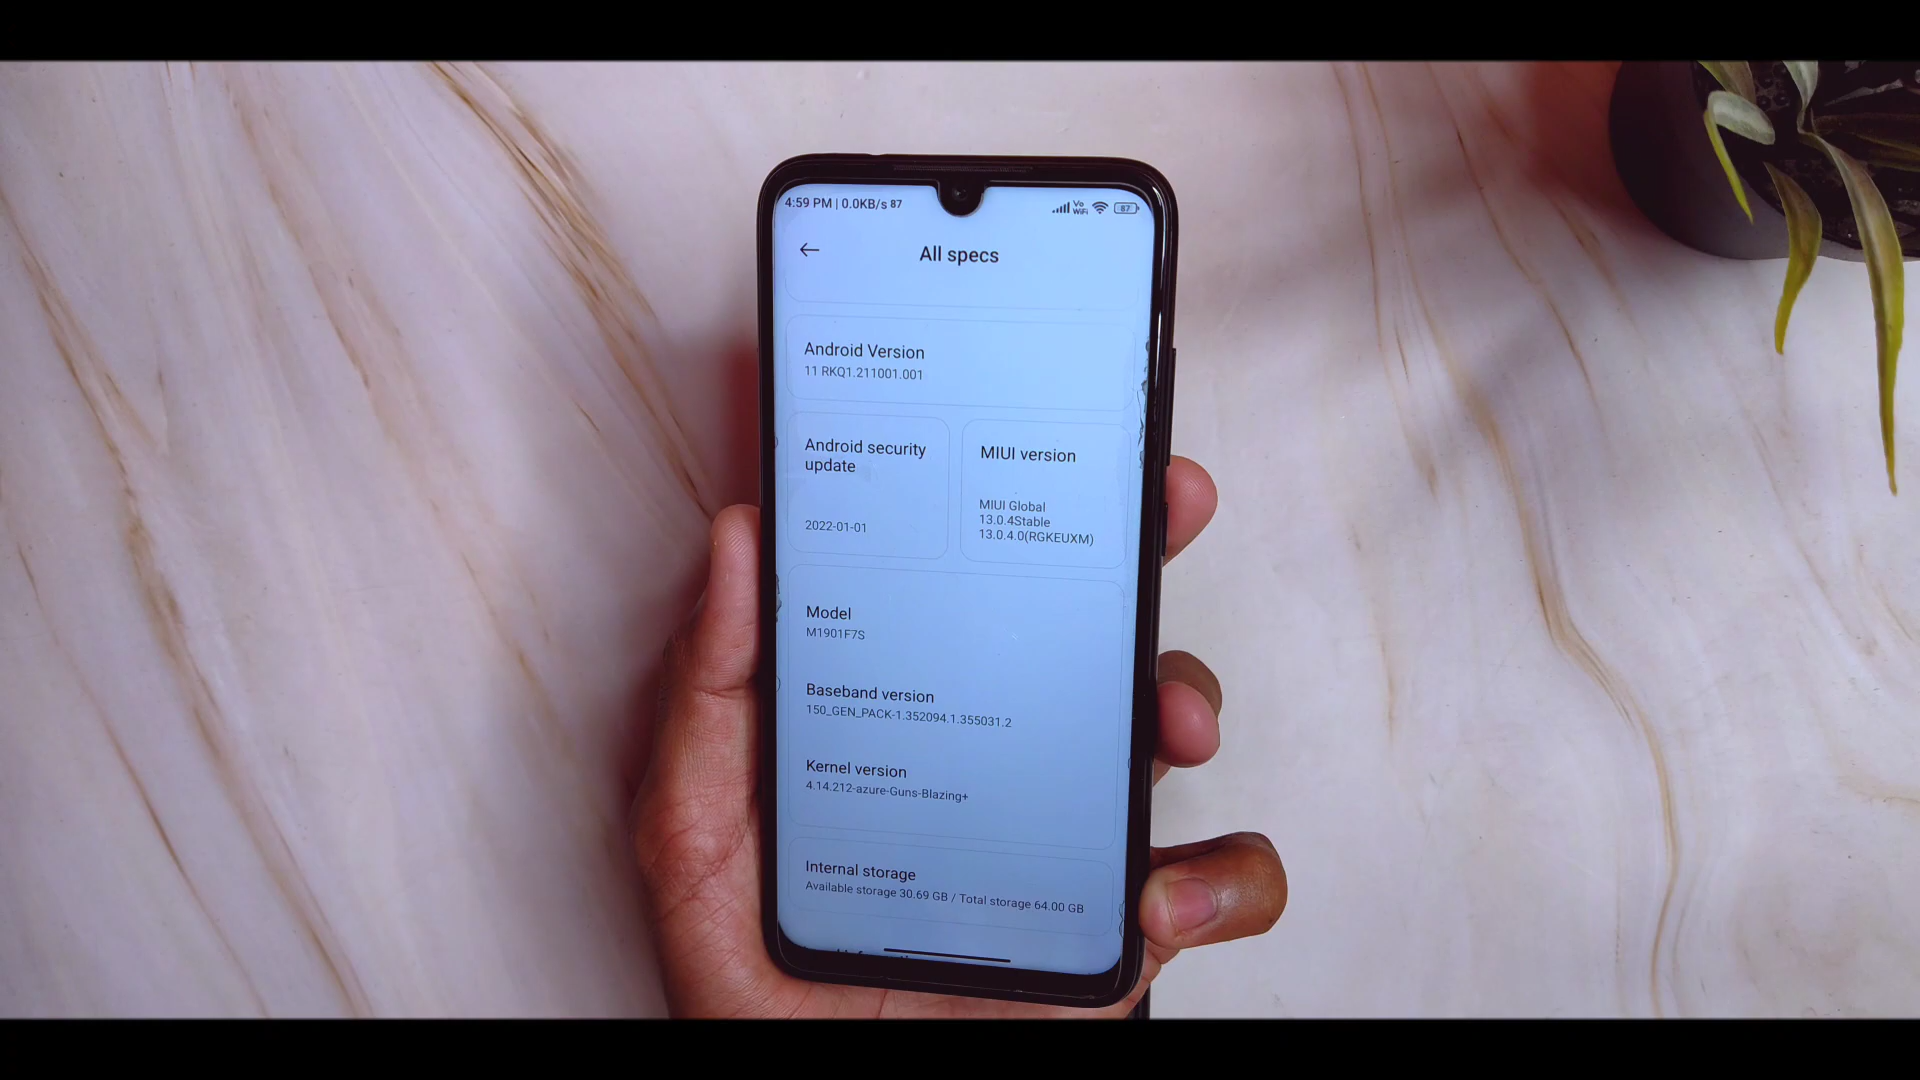 4:59 PM | 0.0KB/s 87
Vo
WiFi
87
All specs
Android Version
11 RKQ1.211001.001
Android security
update
2022-01-01
MIUI version
MIUI Global
13.0.4Stable
13.0.4.0(RGKEUXM)
Model
M1901F7S
Baseband version
150_GEN_PACK-1.352094.1.355031.2
Kernel version
4.14.212-azure-Guns-Blazing+
Internal storage
Available storage 30.69 GB / Total storage 64.00 GB